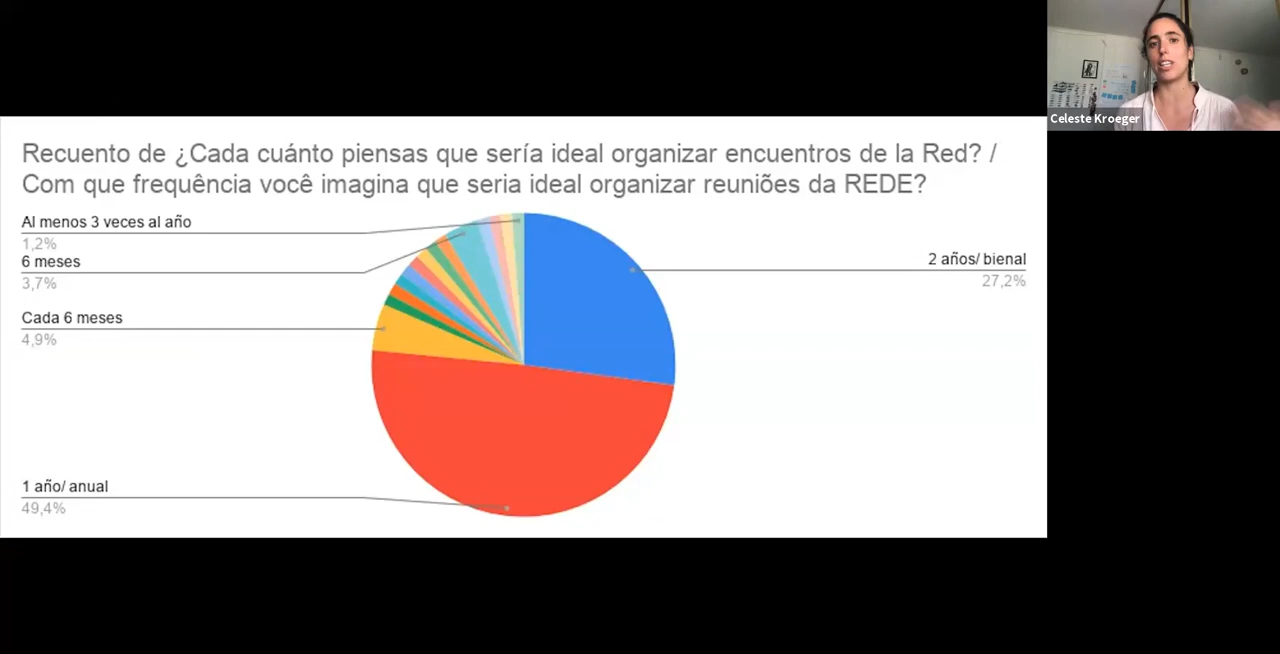 Recuento de ¿Cada cuánto piensas que sería ideal organizar encuentros de la Red? /
Com que frequência você imagina que seria ideal organizar reuniões da REDE?
Al menos 3 veces al año
1,2%
6 meses
3,7%
Cada 6 meses
4,9%
1 año/ anual
49,4%
2 años/ bienal
27,2%
Celeste Kroeger